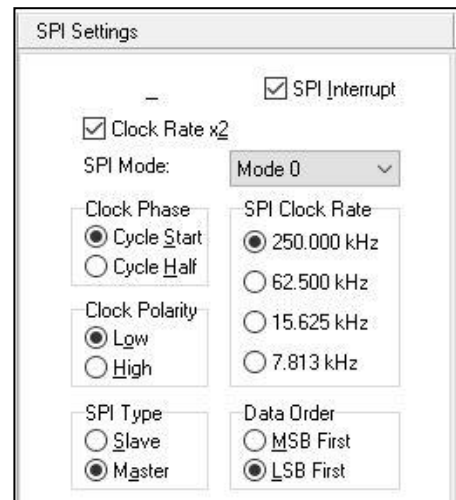 SPI Settings
SPI Interrupt
Clock Rate x2
SPI Mode: Mode 0
Clock Phase
Cycle Start
Cycle Half
SPI Clock Rate
250.000 kHz
62.500 kHz
15.625 kHz
7.813 kHz
Clock Polarity
Low
High
SPI Type
Slave
Master
Data Order
MSB First
LSB First